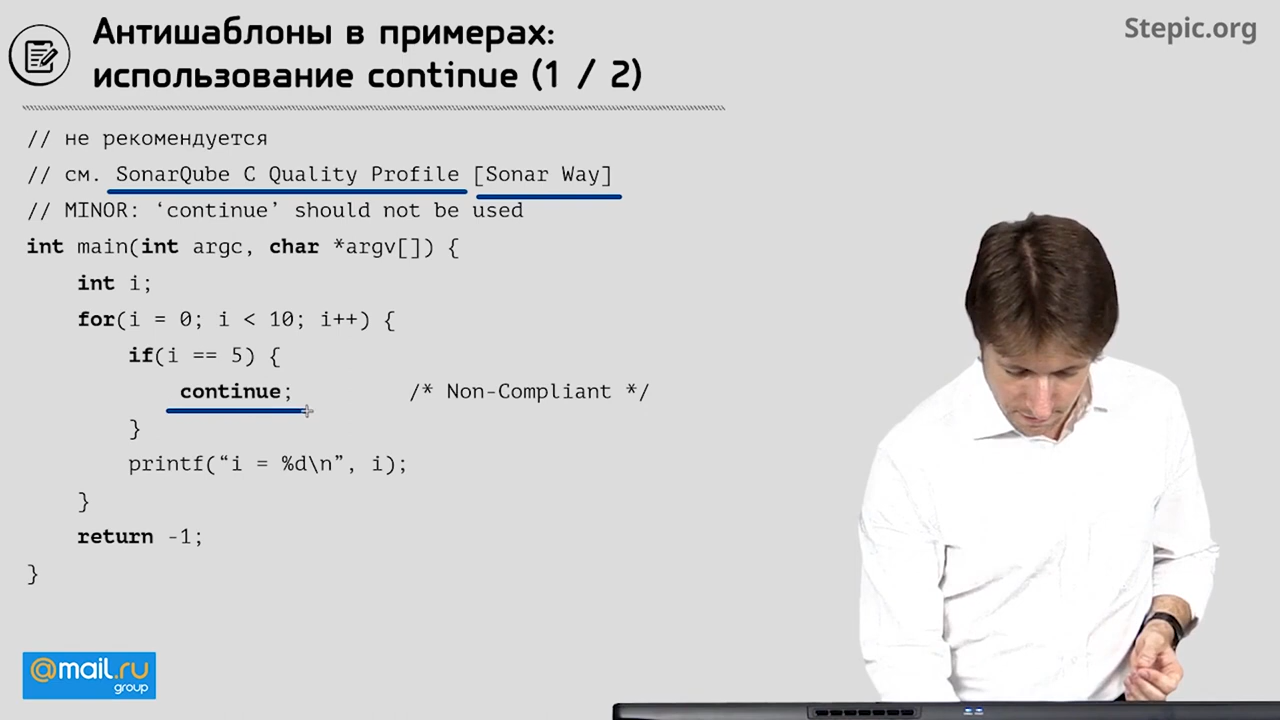 Антишаблоны в примерах:
использование continue (1 / 2)
Stepic.org
// не рекомендуется
// см. SonarQube C Quality Profile [Sonar Way]
// MINOR: ‘continue’ should not be used
int main(int argc, char *argv[]) {
int i;
for(i = 0; i < 10; i++) {
if(i == 5) {
continue; /* Non-Compliant */
}
printf(“i = %d\n”, i);
}
return -1;
}
@mail.ru
group